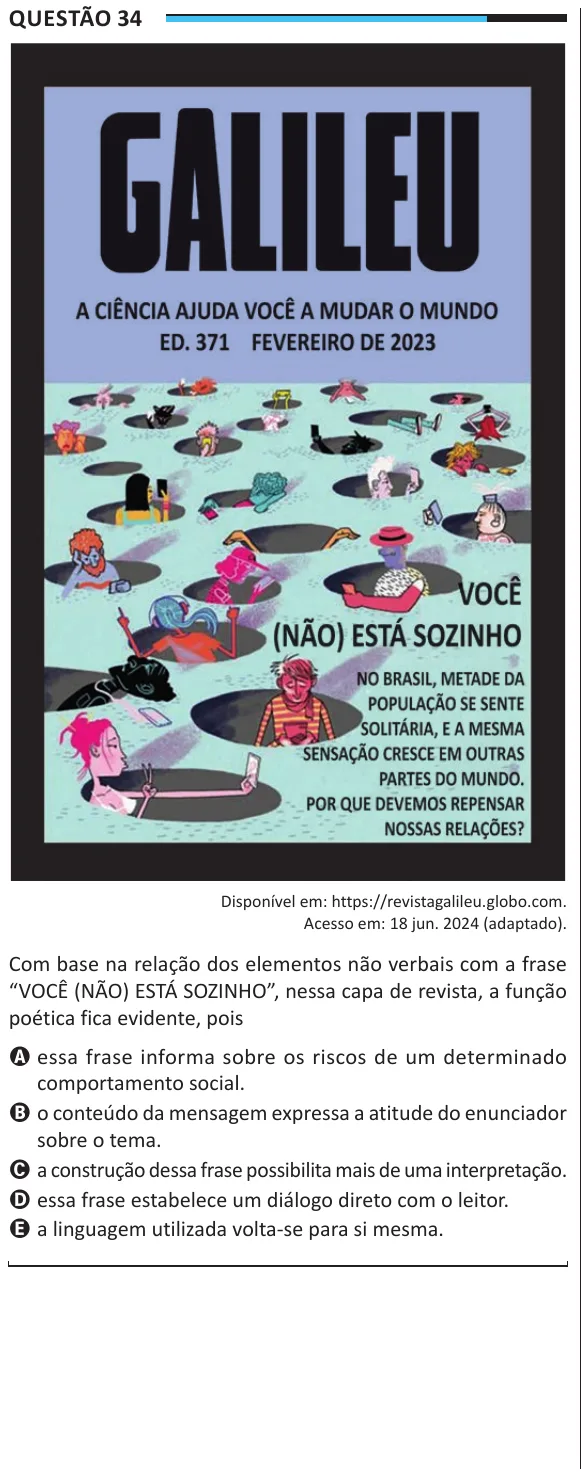 QUESTÃO 34
GALILEU
A CIÊNCIA AJUDA VOCÊ A MUDAR O MUNDO
ED. 371 FEVEREIRO DE 2023
VOCÊ
(NÃO) ESTÁ SOZINHO
NO BRASIL, METADE DA
POPULAÇÃO SE SENTE
SOLITÁRIA, E A MESMA
SENSAÇÃO CRESCE EM OUTRAS
PARTES DO MUNDO.
POR QUE DEVEMOS REPENSAR
NOSSAS RELAÇÕES?
Disponível em: https://revistagalileu.globo.com.
Acesso em: 18 jun. 2024 (adaptado).
Com base na relação dos elementos não verbais com a frase
“VOCÊ (NÃO) ESTÁ SOZINHO”, nessa capa de revista, a função
poética fica evidente, pois
A essa frase informa sobre os riscos de um determinado
comportamento social.
B o conteúdo da mensagem expressa a atitude do enunciador
sobre o tema.
C a construção dessa frase possibilita mais de uma interpretação.
D essa frase estabelece um diálogo direto com o leitor.
E a linguagem utilizada volta-se para si mesma.